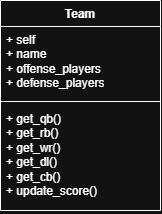 Team
+ self
+ name
+ offense_players
+ defense_players
+ get_qb()
+ get_rb()
+ get_wr()
+ get_dl()
+ get_cb()
+ update_score()